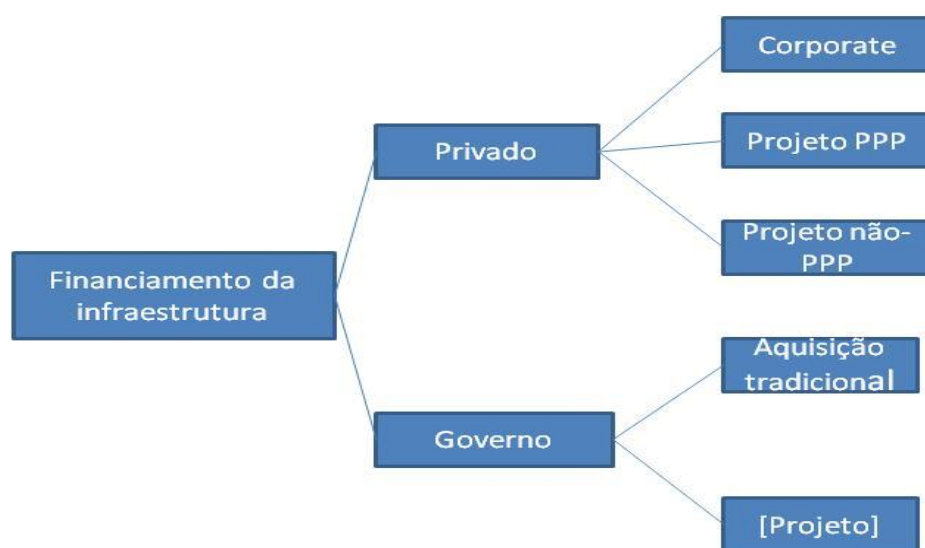 Corporate
Privado
Projeto PPP
Projeto não-
PPP
Financiamento da
infraestrutura
Aquisição
tradicional
Governo
[Projeto]